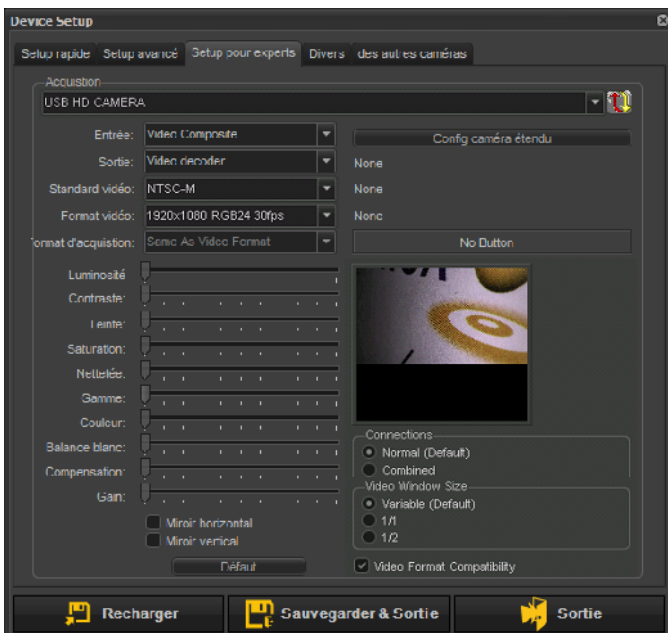 Device Setup
Setup rapide Setup avancé Setup pour experts Divers des autres caméras
Acquistion
USB HD CAMERA
Entrée: Video Composite
Config caméra étendu
Sortie: Video decoder
None
Standard vidéo: NTSC-M
None
Format vidéo: 1920x1080 RGB24 30fps
None
ormat d'acquistion: Same As Video Format
No Button
Luminosité
Contraste:
Teinte:
Saturation:
Nettelée:
Gamme:
Couleur:
Balance blanc:
Compensation:
Gain:
Miroir horizontal
Miroir vertical
Défaut
Connections
Normal (Default)
Combined
Video Window Size
Variable (Default)
1/1
1/2
Video Format Compatibility
Recharger
Sauvegarder & Sortie
Sortie